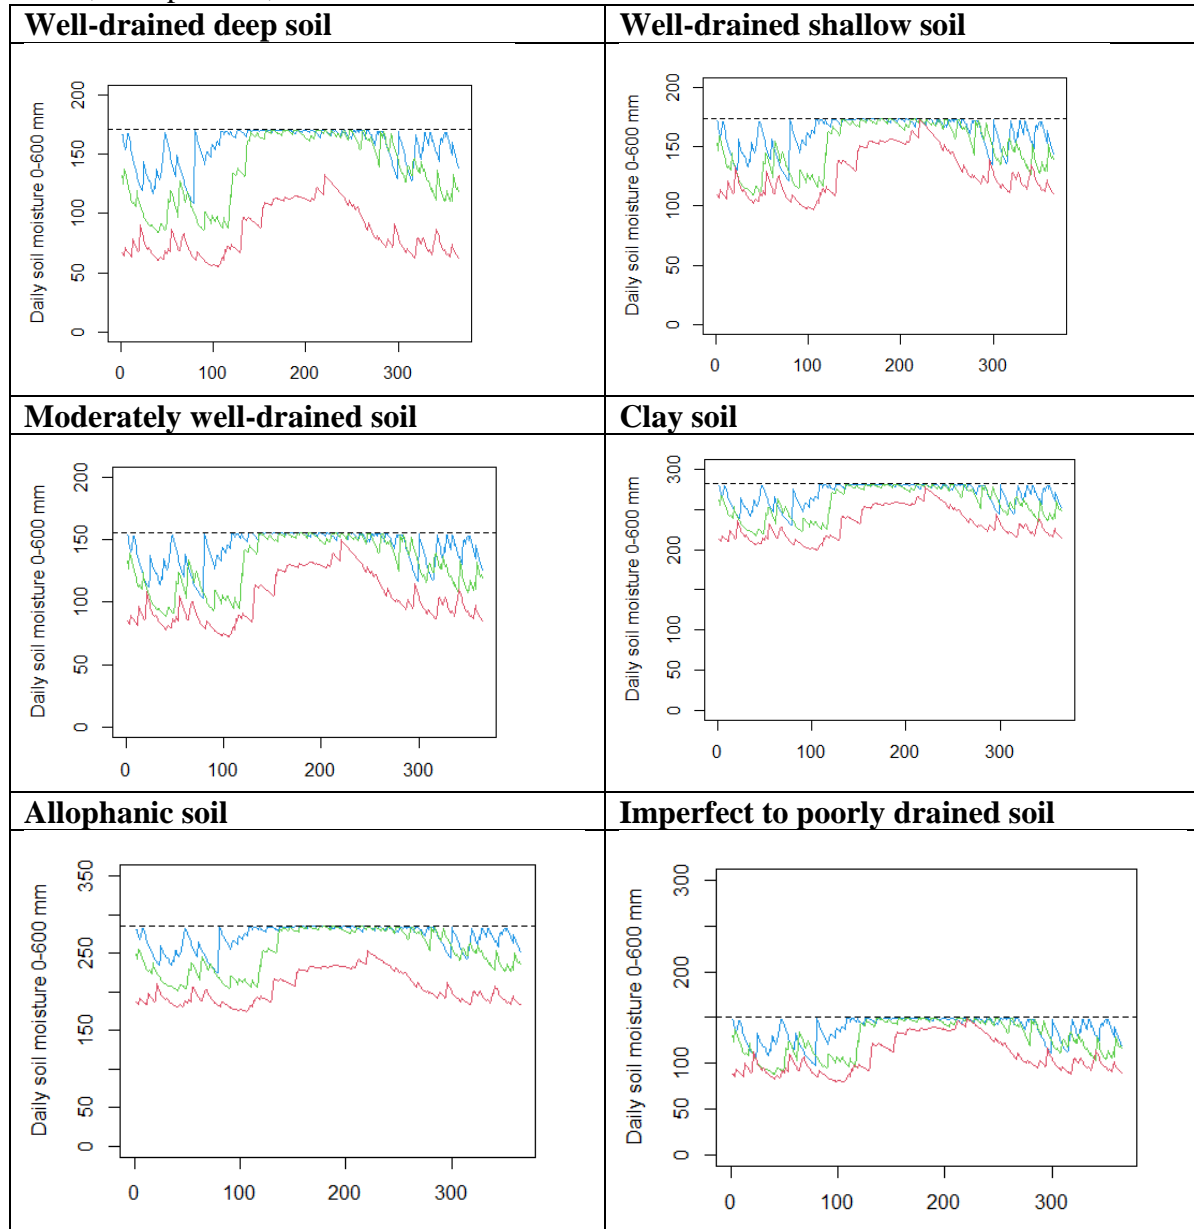 Well-drained deep soil
Daily soil moisture 0-600 mm
200
150
100
50
0
0 100 200 300
Well-drained shallow soil
Daily soil moisture 0-600 mm
200
150
100
50
0
0 100 200 300
Moderately well-drained soil
Daily soil moisture 0-600 mm
200
150
100
50
0
0 100 200 300
Clay soil
Daily soil moisture 0-600 mm
300
200
100
50
0
0 100 200 300
Allophanic soil
Daily soil moisture 0-600 mm
350
250
150
50
0
0 100 200 300
Imperfect to poorly drained soil
Daily soil moisture 0-600 mm
300
200
100
50
0
0 100 200 300